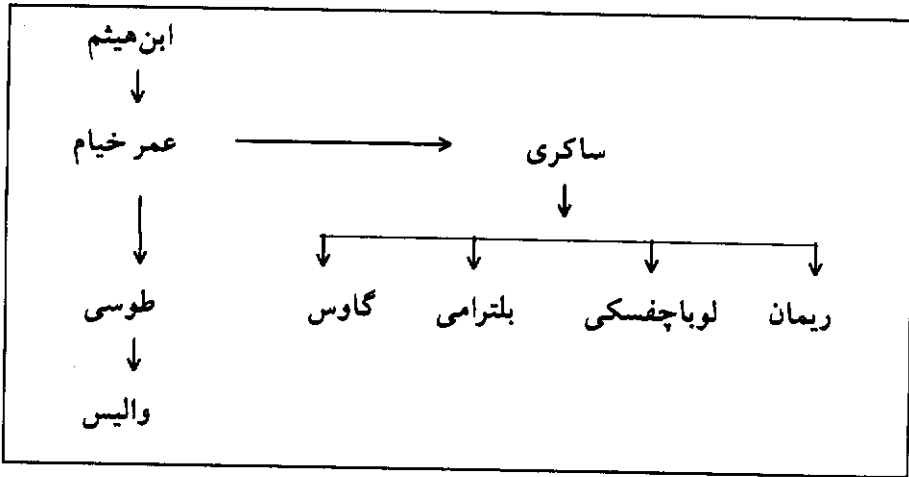 ابن هیثم
عمر خیام
ساکری
طوسی
گاوس
بلترامی
لوباچفسکی
ریمان
والیس